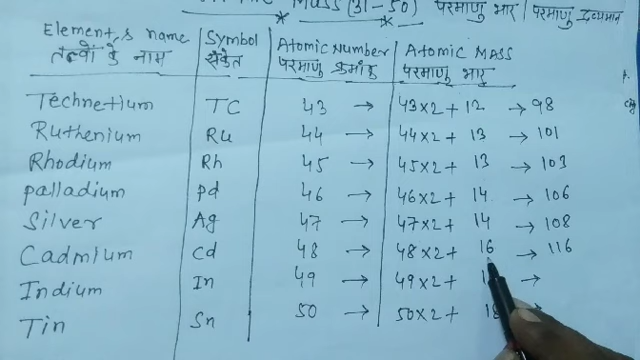 Mass (31-50) परमाणु भार / परमाणु द्रव्यमान
Element,s name Symbol Atomic Number Atomic MASS
तत्वों के नाम संकेत परमाणु क्रमांक परमाणु भार
Technetium TC 43 → 43x2+ 12 → 98
Ruthenium Ru 44 → 44x2+ 13 → 101
Rhodium Rh 45 → 45x2+ 13 → 103
palladium pd 46 → 46x2+ 14 → 106
Silver Ag 47 → 47x2+ 14 → 108
Cadmium Cd 48 → 48x2+ 16 → 116
Indium In 49 → 49x2+ →
Tin Sn 50 → 50x2+ 18